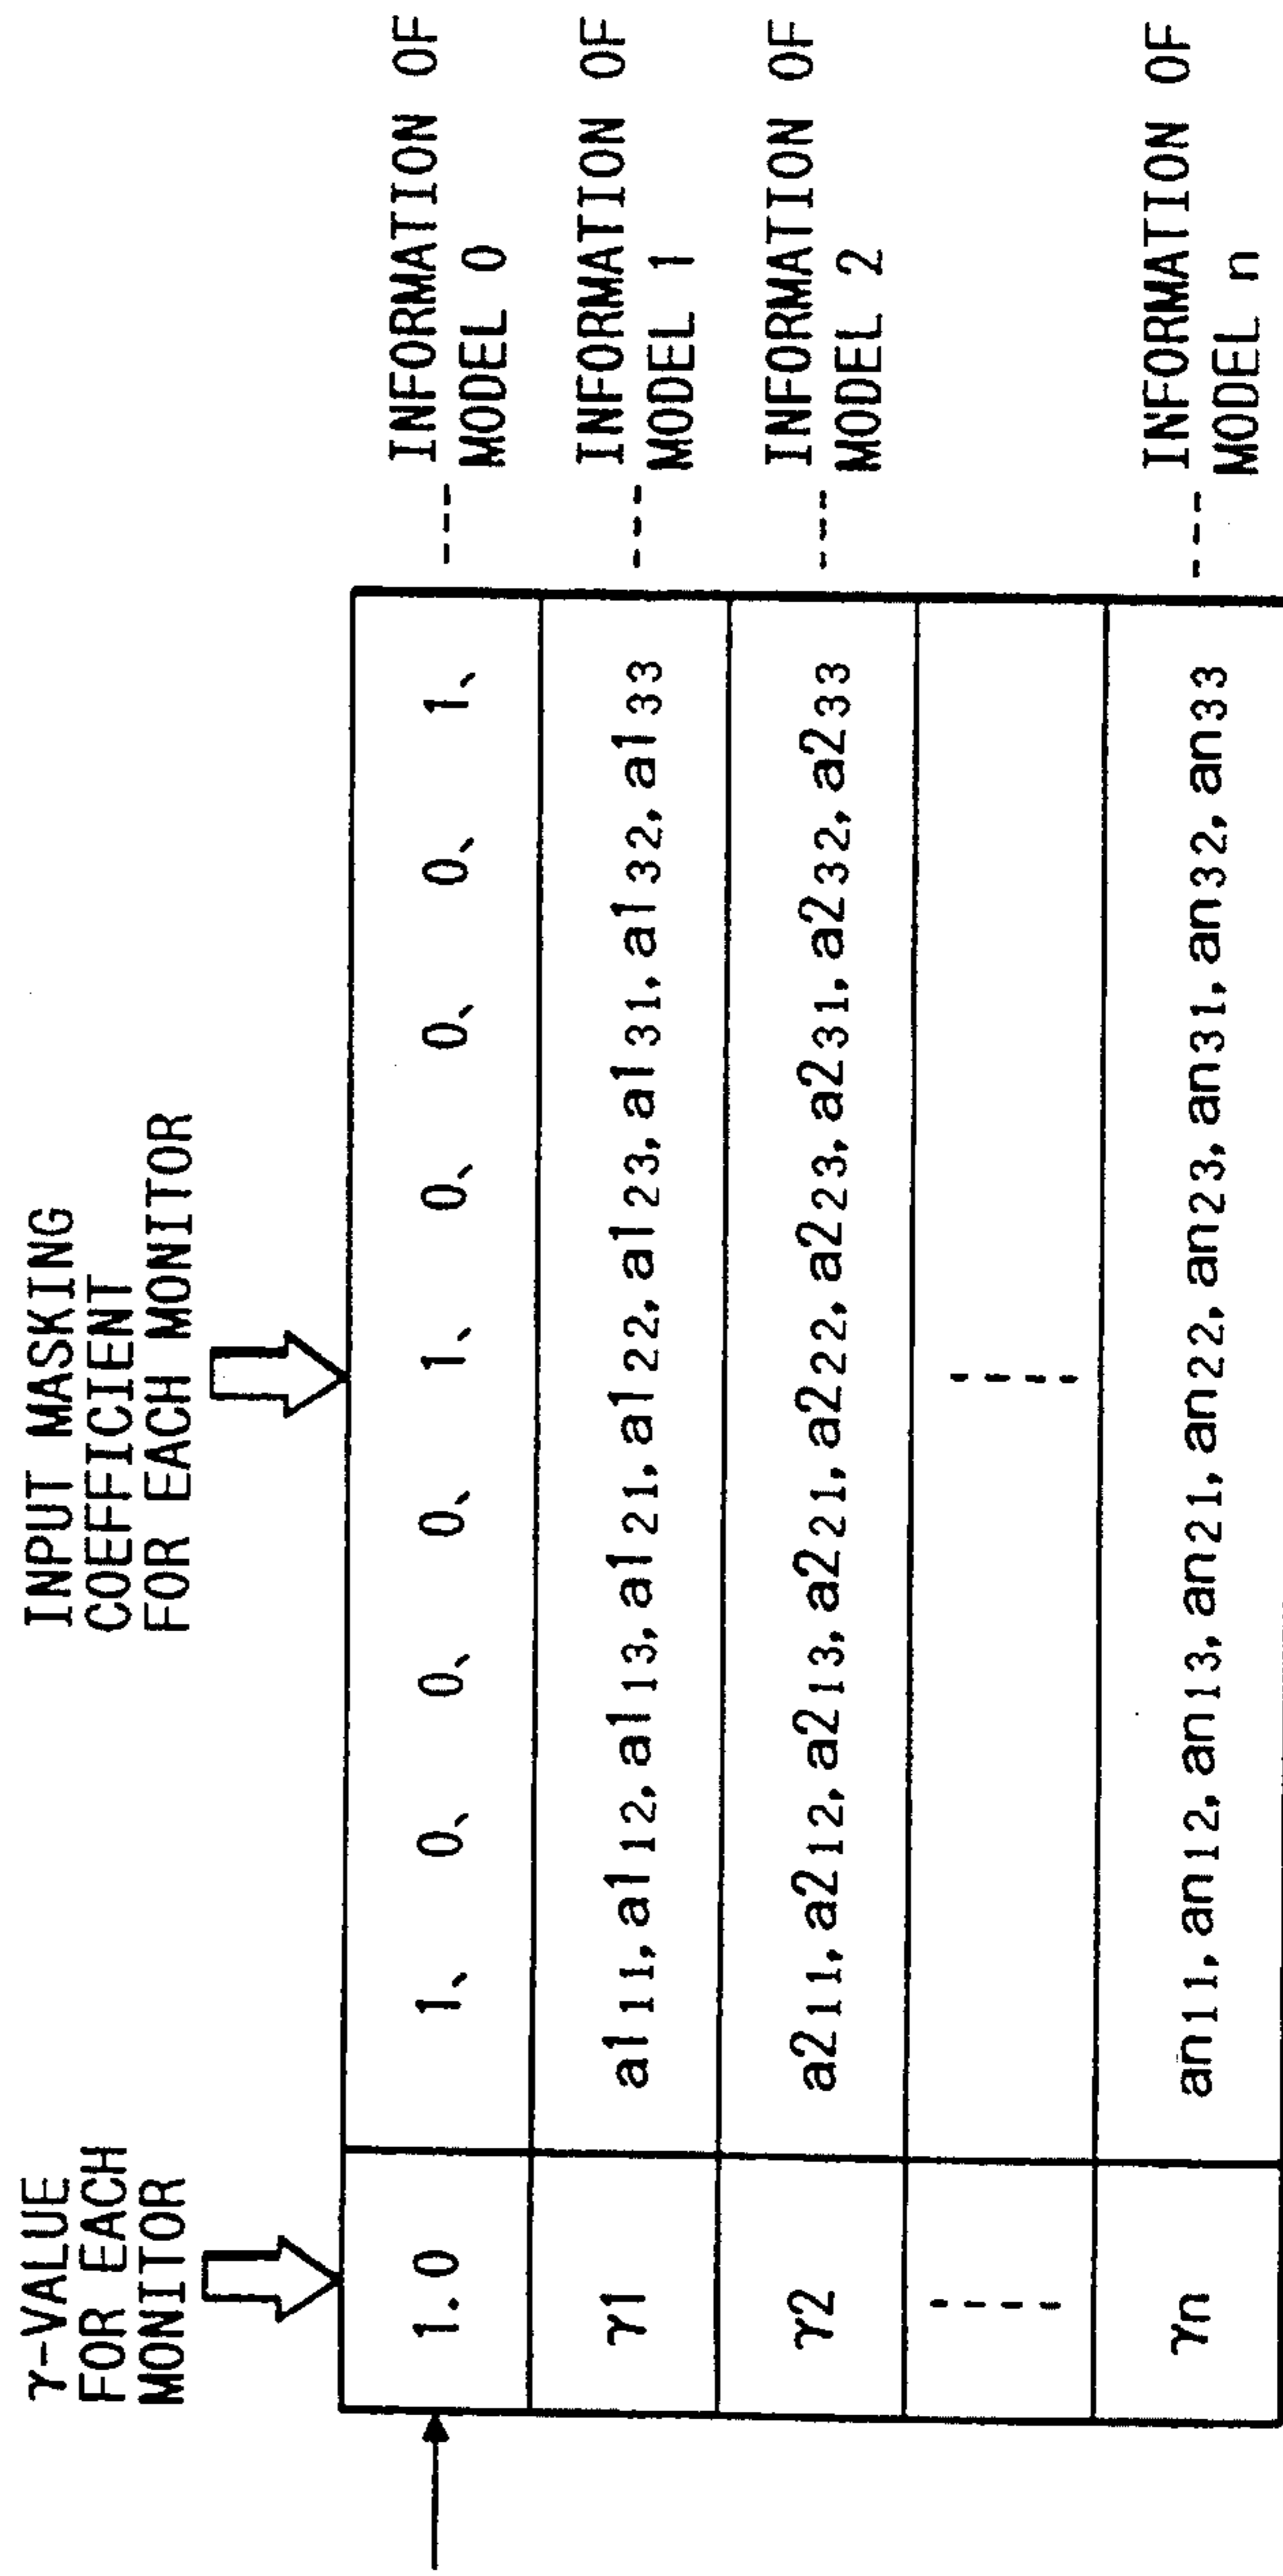 γ-VALUE
FOR EACH
MONITOR
INPUT MASKING
COEFFICIENT
FOR EACH MONITOR
1.0 1、 0、 0、 0、 1、 0、 0、 0、 1、
INFORMATION OF
MODEL 0
γ1 a111, a112, a113, a121, a122, a123, a131, a132, a133
INFORMATION OF
MODEL 1
γ2 a211, a212, a213, a221, a222, a223, a231, a232, a233
INFORMATION OF
MODEL 2
γn an11, an12, an13, an21, an22, an23, an31, an32, an33
INFORMATION OF
MODEL n